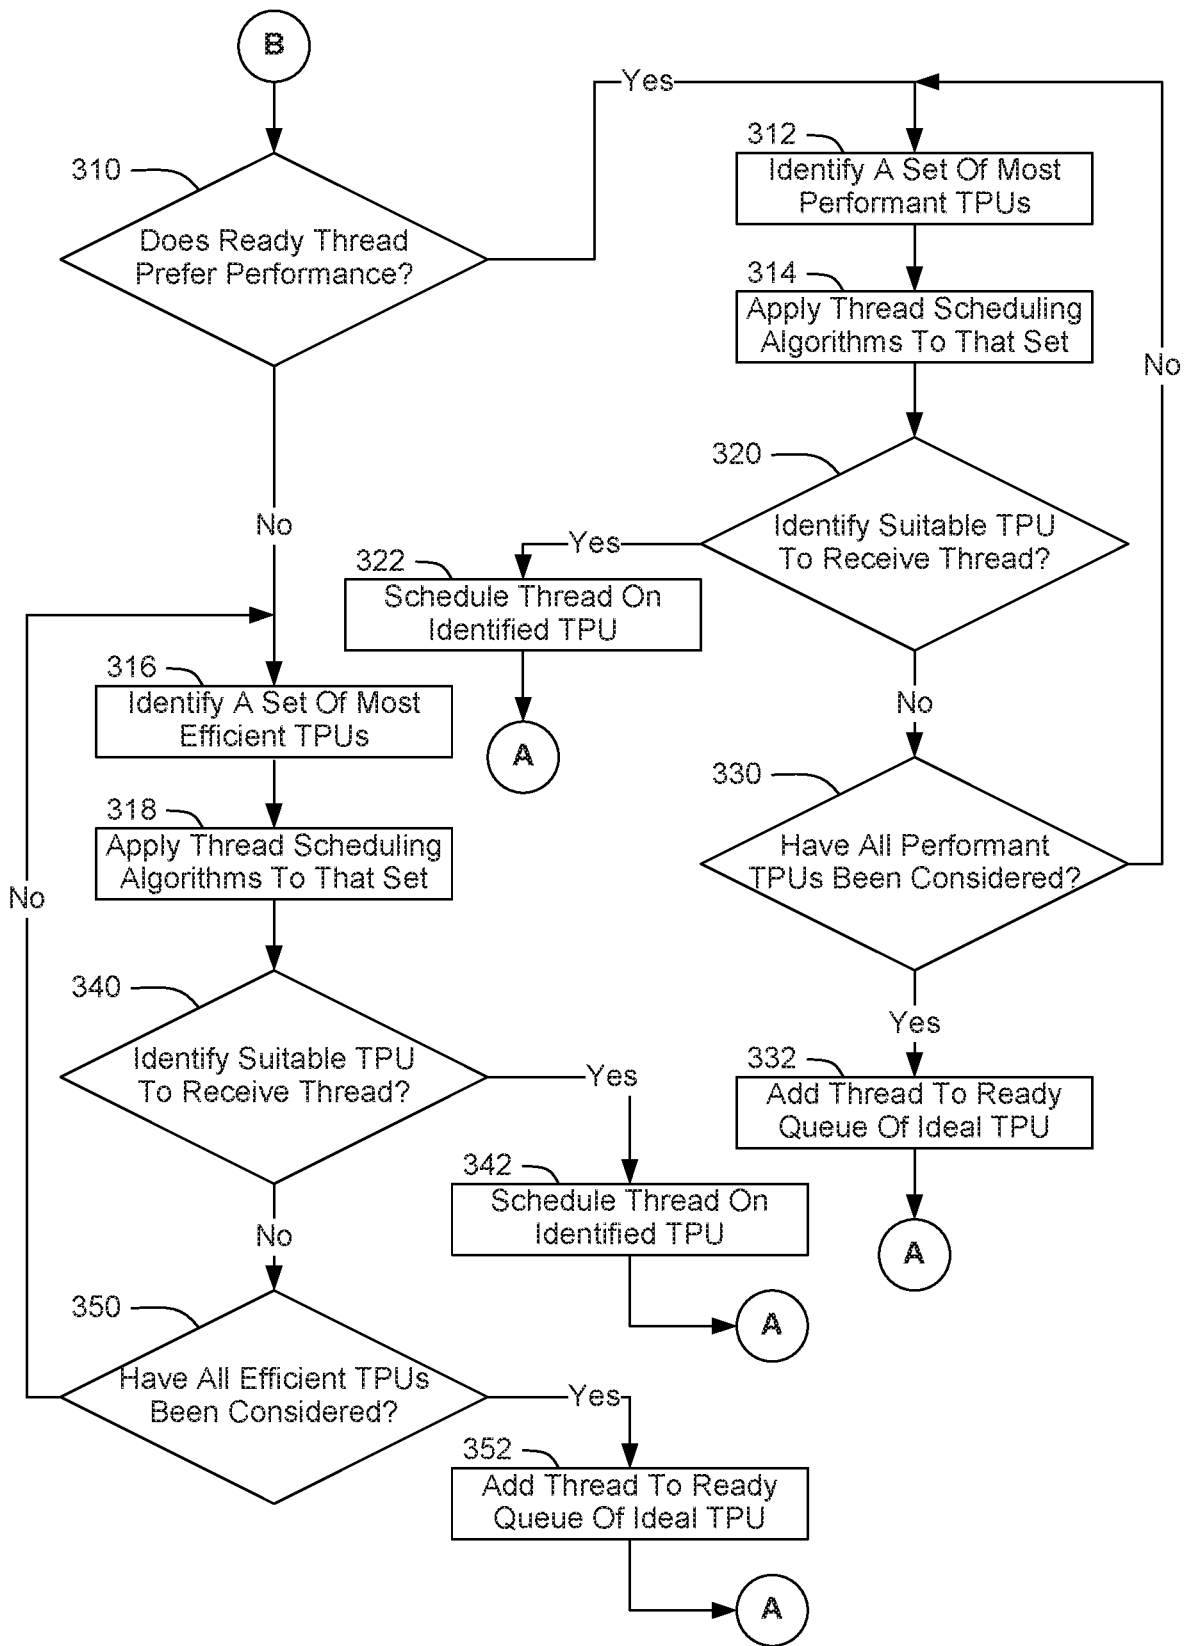 B
Yes
310
Does Ready Thread
Prefer Performance?
312
Identify A Set Of Most
Performant TPUs
314
Apply Thread Scheduling
Algorithms To That Set
No
320
Identify Suitable TPU
To Receive Thread?
No
Yes
322
Schedule Thread On
Identified TPU
A
316
Identify A Set Of Most
Efficient TPUs
No
330
Have All Performant
TPUs Been Considered?
318
Apply Thread Scheduling
Algorithms To That Set
No
340
Identify Suitable TPU
To Receive Thread?
Yes
Yes
332
Add Thread To Ready
Queue Of Ideal TPU
A
342
Schedule Thread On
Identified TPU
A
No
350
Have All Efficient TPUs
Been Considered?
Yes
352
Add Thread To Ready
Queue Of Ideal TPU
A